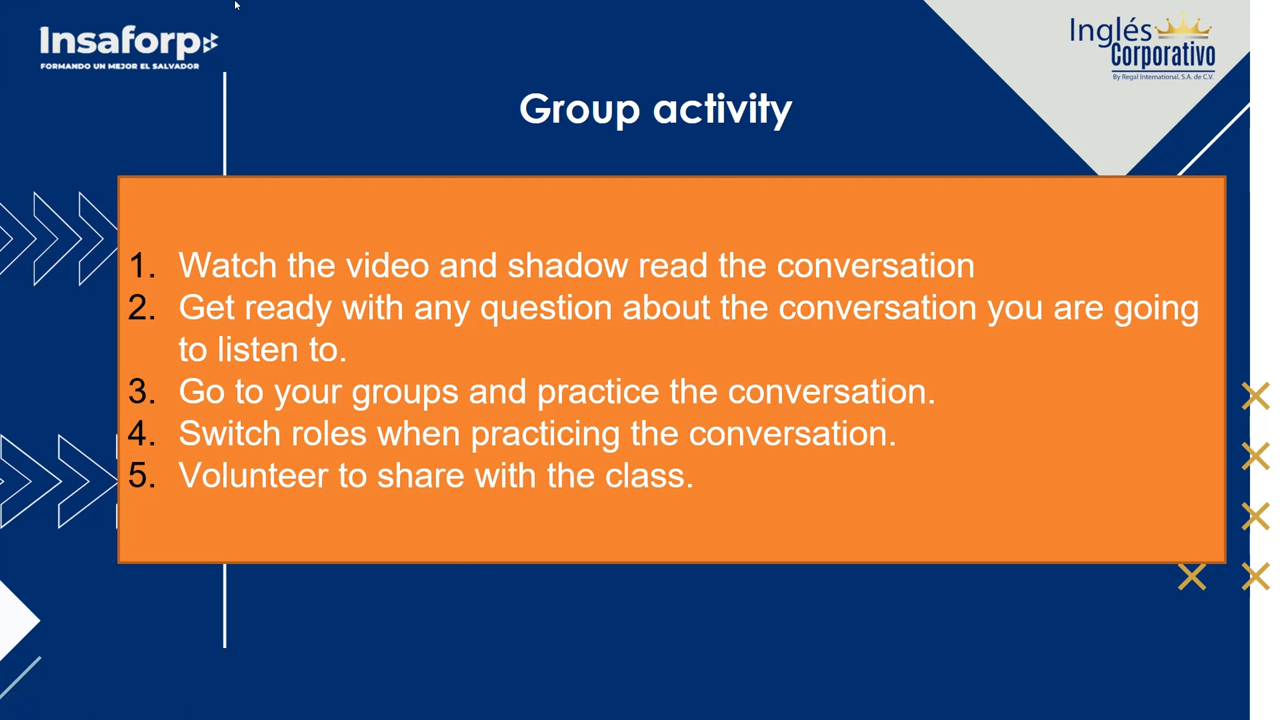 Insaforp
FORMANDO UN MEJOR EL SALVADOR
Inglés
Corporativo
By Regal International, S.A. de C.V.
Group activity
1. Watch the video and shadow read the conversation
2. Get ready with any question about the conversation you are going
to listen to.
3. Go to your groups and practice the conversation.
4. Switch roles when practicing the conversation.
5. Volunteer to share with the class.